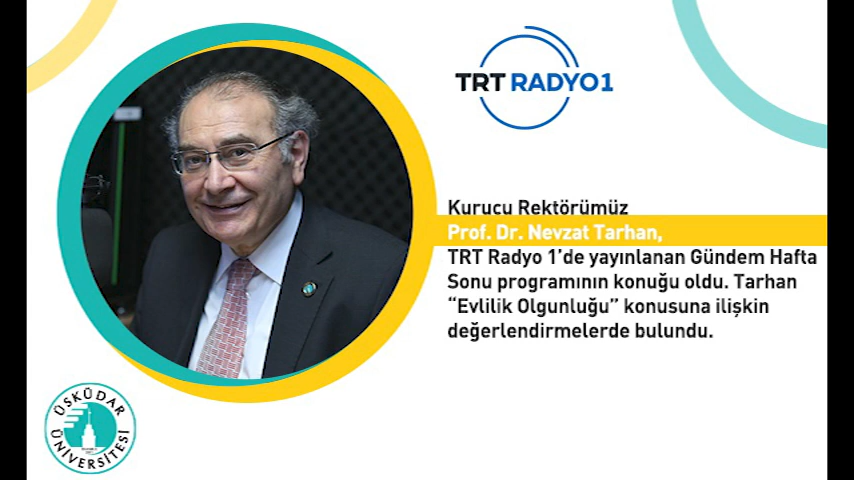 TRT RADYO1
Kurucu Rektörümüz
Prof. Dr. Nevzat Tarhan,
TRT Radyo 1’de yayınlanan Gündem Hafta
Sonu programının konuğu oldu. Tarhan
“Evlilik Olgunluğu” konusuna ilişkin
değerlendirmelerde bulundu.
ÜSKÜDAR
ÜNİVERSİTESİ